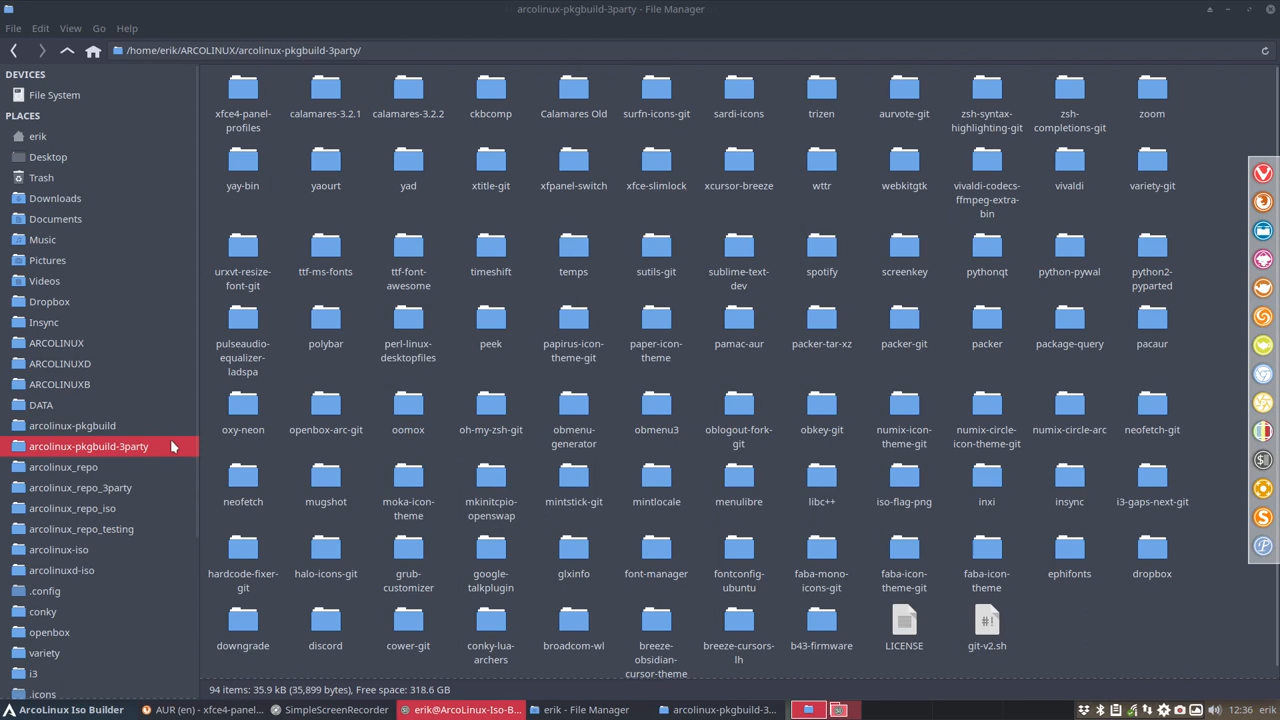 arcolinux-pkgbuild-3party - File Manager
File Edit View Go Help
/home/erik/ARCOLINUX/arcolinux-pkgbuild-3party/
DEVICES
File System
PLACES
erik
Desktop
Trash
Downloads
Documents
Music
Pictures
Videos
Dropbox
Insync
ARCOLINUX
ARCOLINUXD
ARCOLINUXB
DATA
arcolinux-pkgbuild
arcolinux-pkgbuild-3party
arcolinux_repo
arcolinux_repo_3party
arcolinux_repo_iso
arcolinux_repo_testing
arcolinux-iso
arcolinuxd-iso
.config
conky
openbox
variety
i3
.icons
xfce4-panel- calamares-3.2.1 calamares-3.2.2 ckbcomp Calamares Old surfn-icons-git sardi-icons trizen aurvote-git zsh-syntax- zsh- zoom
profiles highlighting-git completions-git
yay-bin yaourt yad xtitle-git xfpanel-switch xfce-slimlock xcursor-breeze wttr webkitgtk vivaldi-codecs- vivaldi variety-git
ffmpeg-extra-
bin
urxvt-resize- ttf-ms-fonts ttf-font- timeshift temps sutils-git sublime-text- spotify screenkey pythonqt python-pywal python2-
font-git awesome dev pyparted
pulseaudio- polybar perl-linux- peek papirus-icon- paper-icon- pamac-aur packer-tar-xz packer-git packer package-query pacaur
equalizer- desktopfiles theme-git theme
ladspa
oxy-neon openbox-arc-git oomox oh-my-zsh-git obmenu- obmenu3 oblogout-fork- obkey-git numix-icon- numix-circle- numix-circle-arc neofetch-git
generator git theme-git icon-theme-git
neofetch mugshot moka-icon- mkinitcpio- mintstick-git mintlocale menulibre libc++ iso-flag-png inxi insync i3-gaps-next-git
theme openswap
hardcode-fixer- halo-icons-git grub- google- glxinfo font-manager fontconfig- faba-mono- faba-icon- faba-icon- ephifonts dropbox
git customizer talkplugin ubuntu icons-git theme-git theme
downgrade discord cower-git conky-lua- broadcom-wl breeze- breeze-cursors- b43-firmware LICENSE git-v2.sh
archers obsidian- lh
cursor-theme
94 items: 35.9 kB (35,899 bytes), Free space: 318.6 GB
ArcoLinux Iso Builder AUR (en) - xfce4-panel... SimpleScreenRecorder erik@ArcoLinux-Iso-B... erik - File Manager arcolinux-pkgbuild-3... 12:36 erik